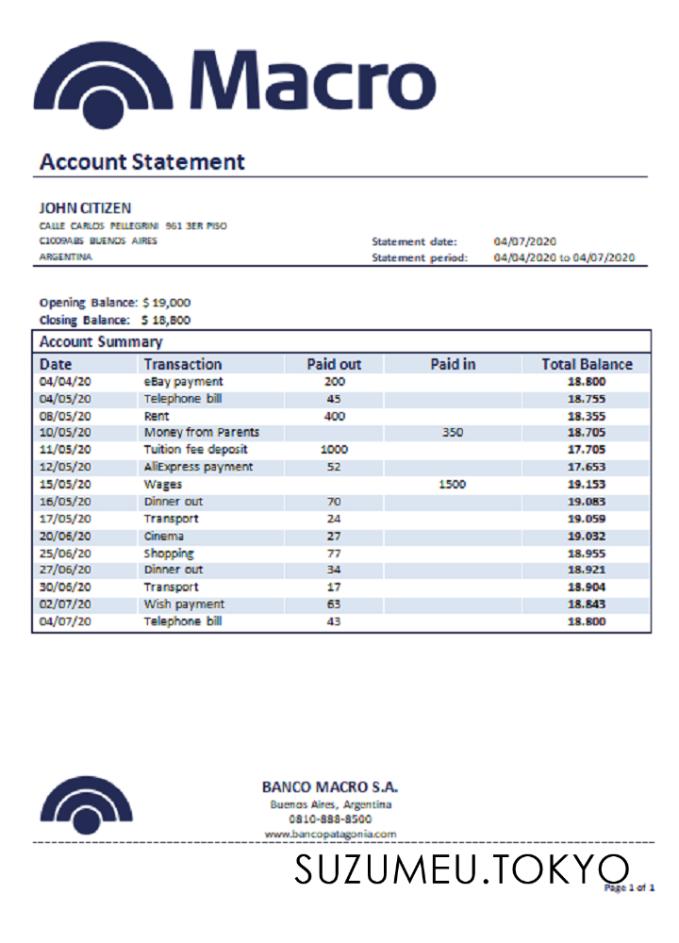 Macro
Account Statement
JOHN CITIZEN
CALLE CARLOS PELLEGRINI 961 3ER PISO
C1009ABS BUENOS AIRES
ARGENTINA
Statement date: 04/07/2020
Statement period: 04/04/2020 to 04/07/2020
Opening Balance: $ 19,000
Closing Balance: $ 18,800
Account Summary
Date Transaction Paid out Paid in Total Balance
04/04/20 eBay payment 200 18.800
04/05/20 Telephone bill 45 18.755
08/05/20 Rent 400 18.355
10/05/20 Money from Parents 350 18.705
11/05/20 Tuition fee deposit 1000 17.705
12/05/20 AliExpress payment 52 17.653
15/05/20 Wages 1500 19.153
16/05/20 Dinner out 70 19.083
17/05/20 Transport 24 19.059
20/06/20 Cinema 27 19.032
25/06/20 Shopping 77 18.955
27/06/20 Dinner out 34 18.921
30/06/20 Transport 17 18.904
02/07/20 Wish payment 63 18.843
04/07/20 Telephone bill 43 18.800
BANCO MACRO S.A.
Buenos Aires, Argentina
0810-888-8500
www.bancopatagonia.com
SUZUMEU.TOKYO
Page 1 of 1